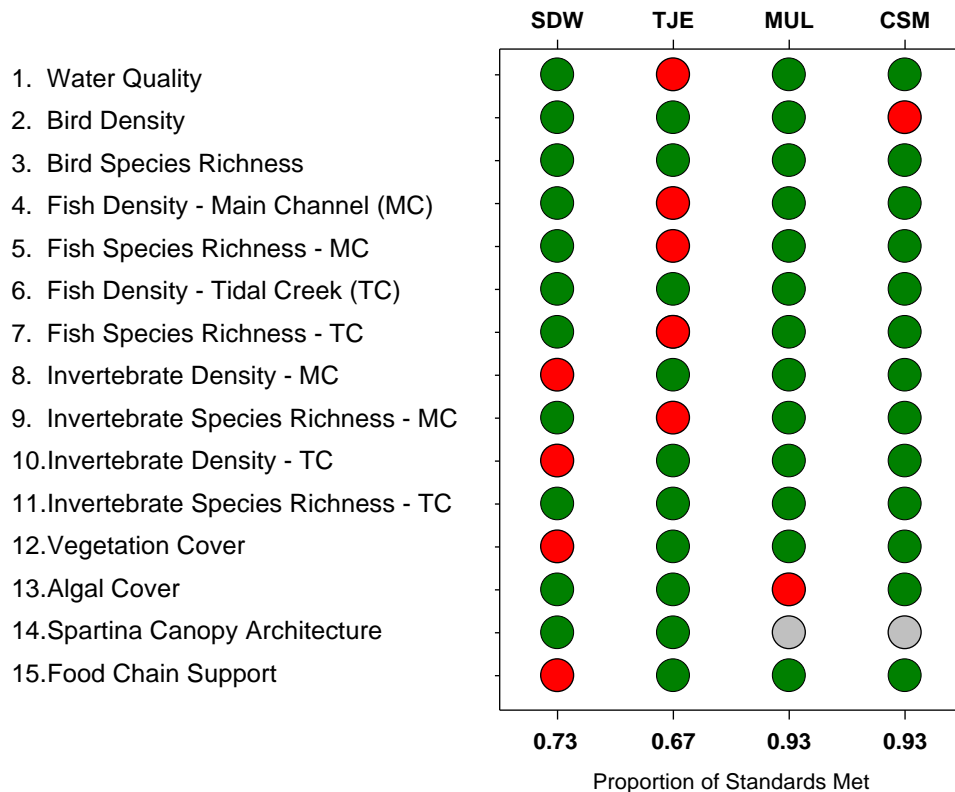 SDW TJE MUL CSM
1. Water Quality
2. Bird Density
3. Bird Species Richness
4. Fish Density - Main Channel (MC)
5. Fish Species Richness - MC
6. Fish Density - Tidal Creek (TC)
7. Fish Species Richness - TC
8. Invertebrate Density - MC
9. Invertebrate Species Richness - MC
10.Invertebrate Density - TC
11.Invertebrate Species Richness - TC
12.Vegetation Cover
13.Algal Cover
14.Spartina Canopy Architecture
15.Food Chain Support
0.73 0.67 0.93 0.93
Proportion of Standards Met